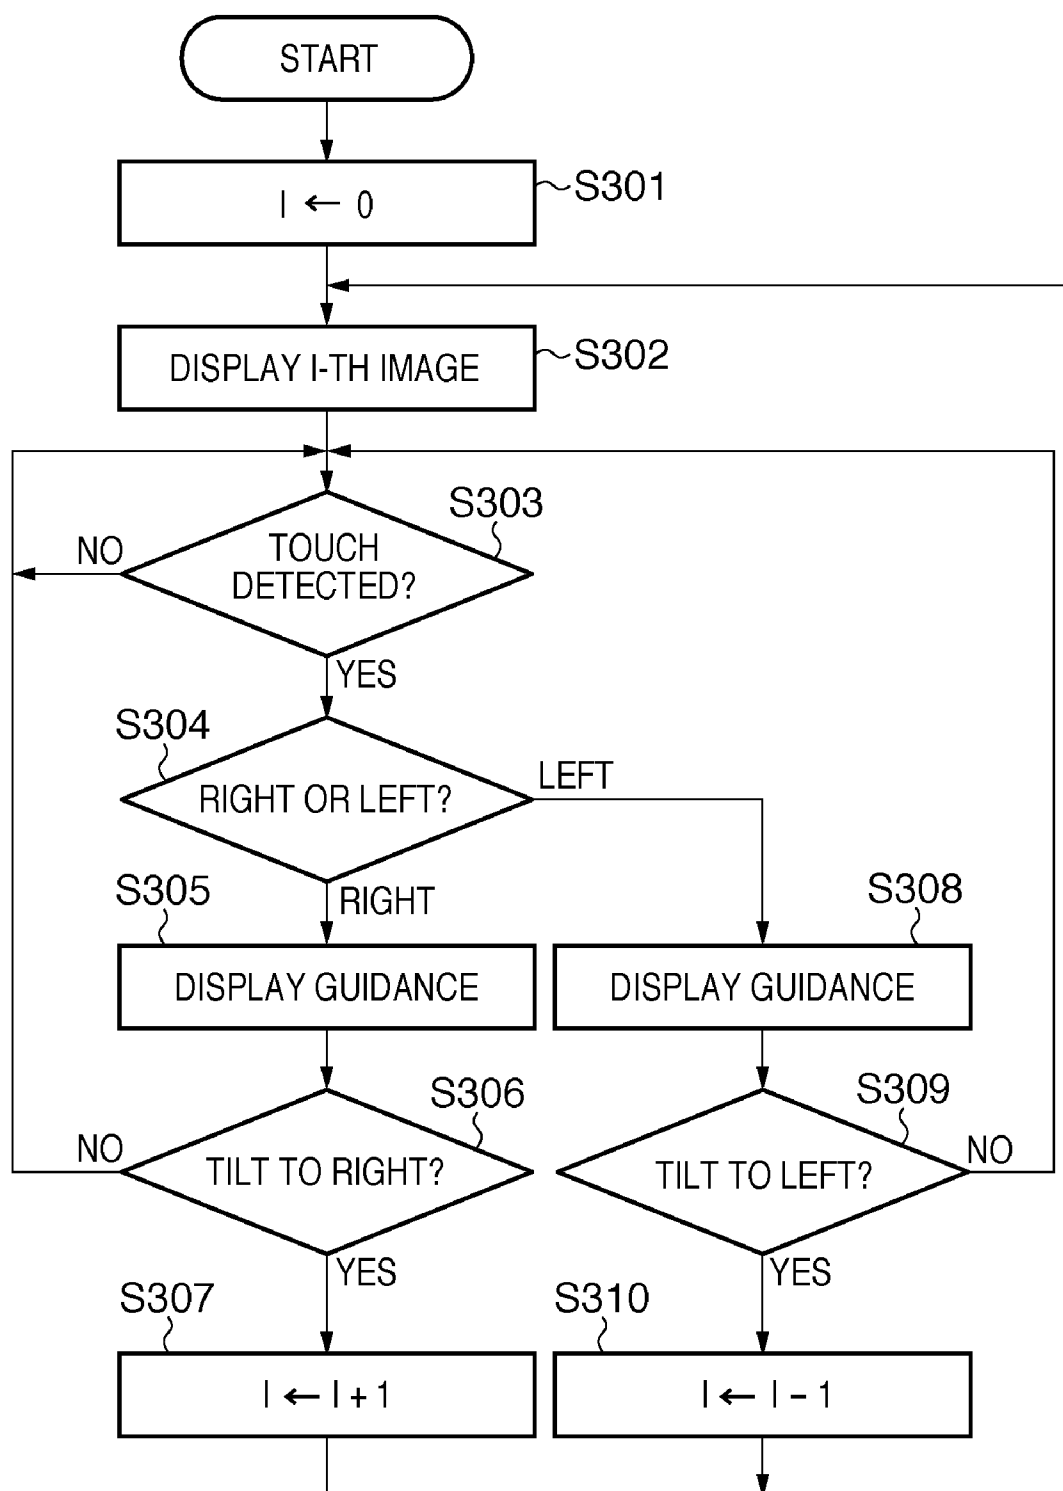 START
I ← 0
S301
DISPLAY I-TH IMAGE
S302
S303
TOUCH
DETECTED?
NO
YES
S304
RIGHT OR LEFT?
LEFT
RIGHT
S305
DISPLAY GUIDANCE
S308
DISPLAY GUIDANCE
S306
TILT TO RIGHT?
NO
YES
S309
TILT TO LEFT?
NO
YES
S307
I ← I + 1
S310
I ← I − 1